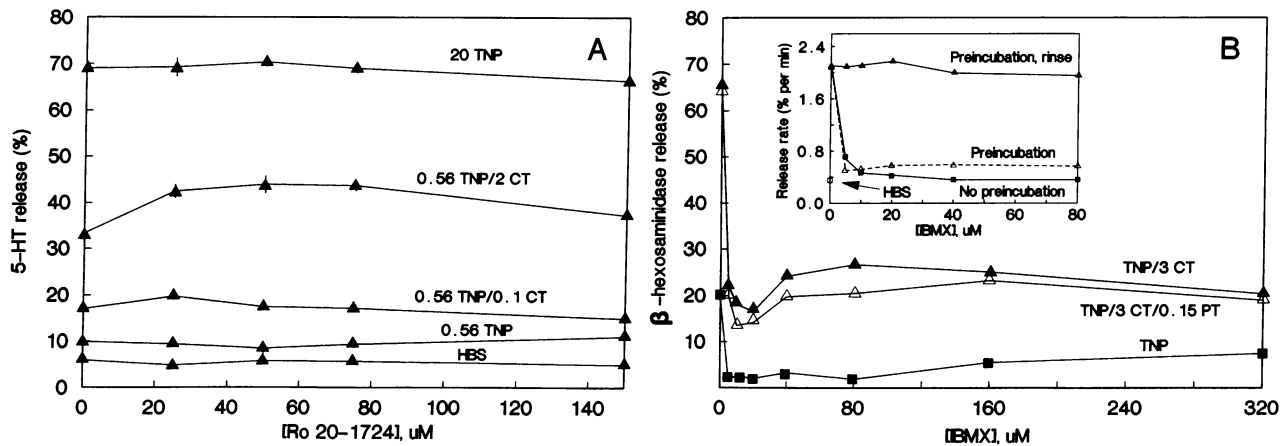 A
80
70
60
50
40
30
20
10
0
5-HT release (%)
20 TNP
0.56 TNP/2 CT
0.56 TNP/0.1 CT
0.56 TNP
HBS
0 20 40 60 80 100 120 140
[Ro 20-1724], uM
B
80
70
60
50
40
30
20
10
β-hexosaminidase release (%)
TNP/3 CT
TNP/3 CT/0.15 PT
TNP
0 80 160 240 320
[IBMX], uM
2.4
1.6
0.8
0.0
Release rate (% per min)
Preincubation, rinse
Preincubation
HBS
No preincubation
0 20 40 60 80
[IBMX], uM